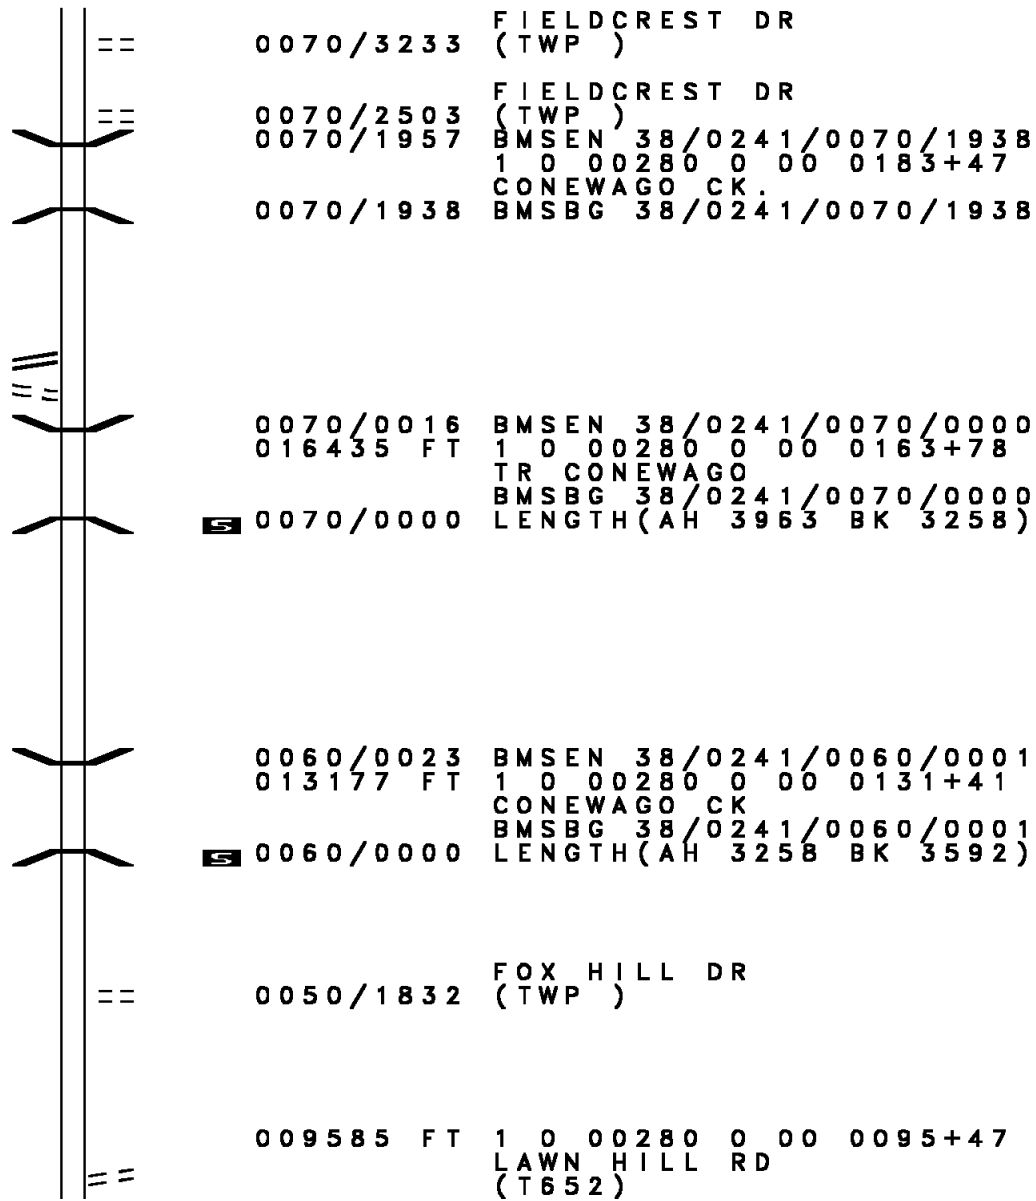 FIELDCREST DR
0070/3233 (TWP )
FIELDCREST DR
0070/2503 (TWP )
0070/1957 BMSEN 38/0241/0070/1938
1 0 00280 0 00 0183+47
CONEWAGO CK.
0070/1938 BMSBG 38/0241/0070/1938
0070/0016 BMSEN 38/0241/0070/0000
016435 FT 1 0 00280 0 00 0163+78
TR CONEWAGO
BMSBG 38/0241/0070/0000
S 0070/0000 LENGTH(AH 3963 BK 3258)
0060/0023 BMSEN 38/0241/0060/0001
013177 FT 1 0 00280 0 00 0131+41
CONEWAGO CK
BMSBG 38/0241/0060/0001
S 0060/0000 LENGTH(AH 3258 BK 3592)
FOX HILL DR
0050/1832 (TWP )
009585 FT 1 0 00280 0 00 0095+47
LAWN HILL RD
(T652)